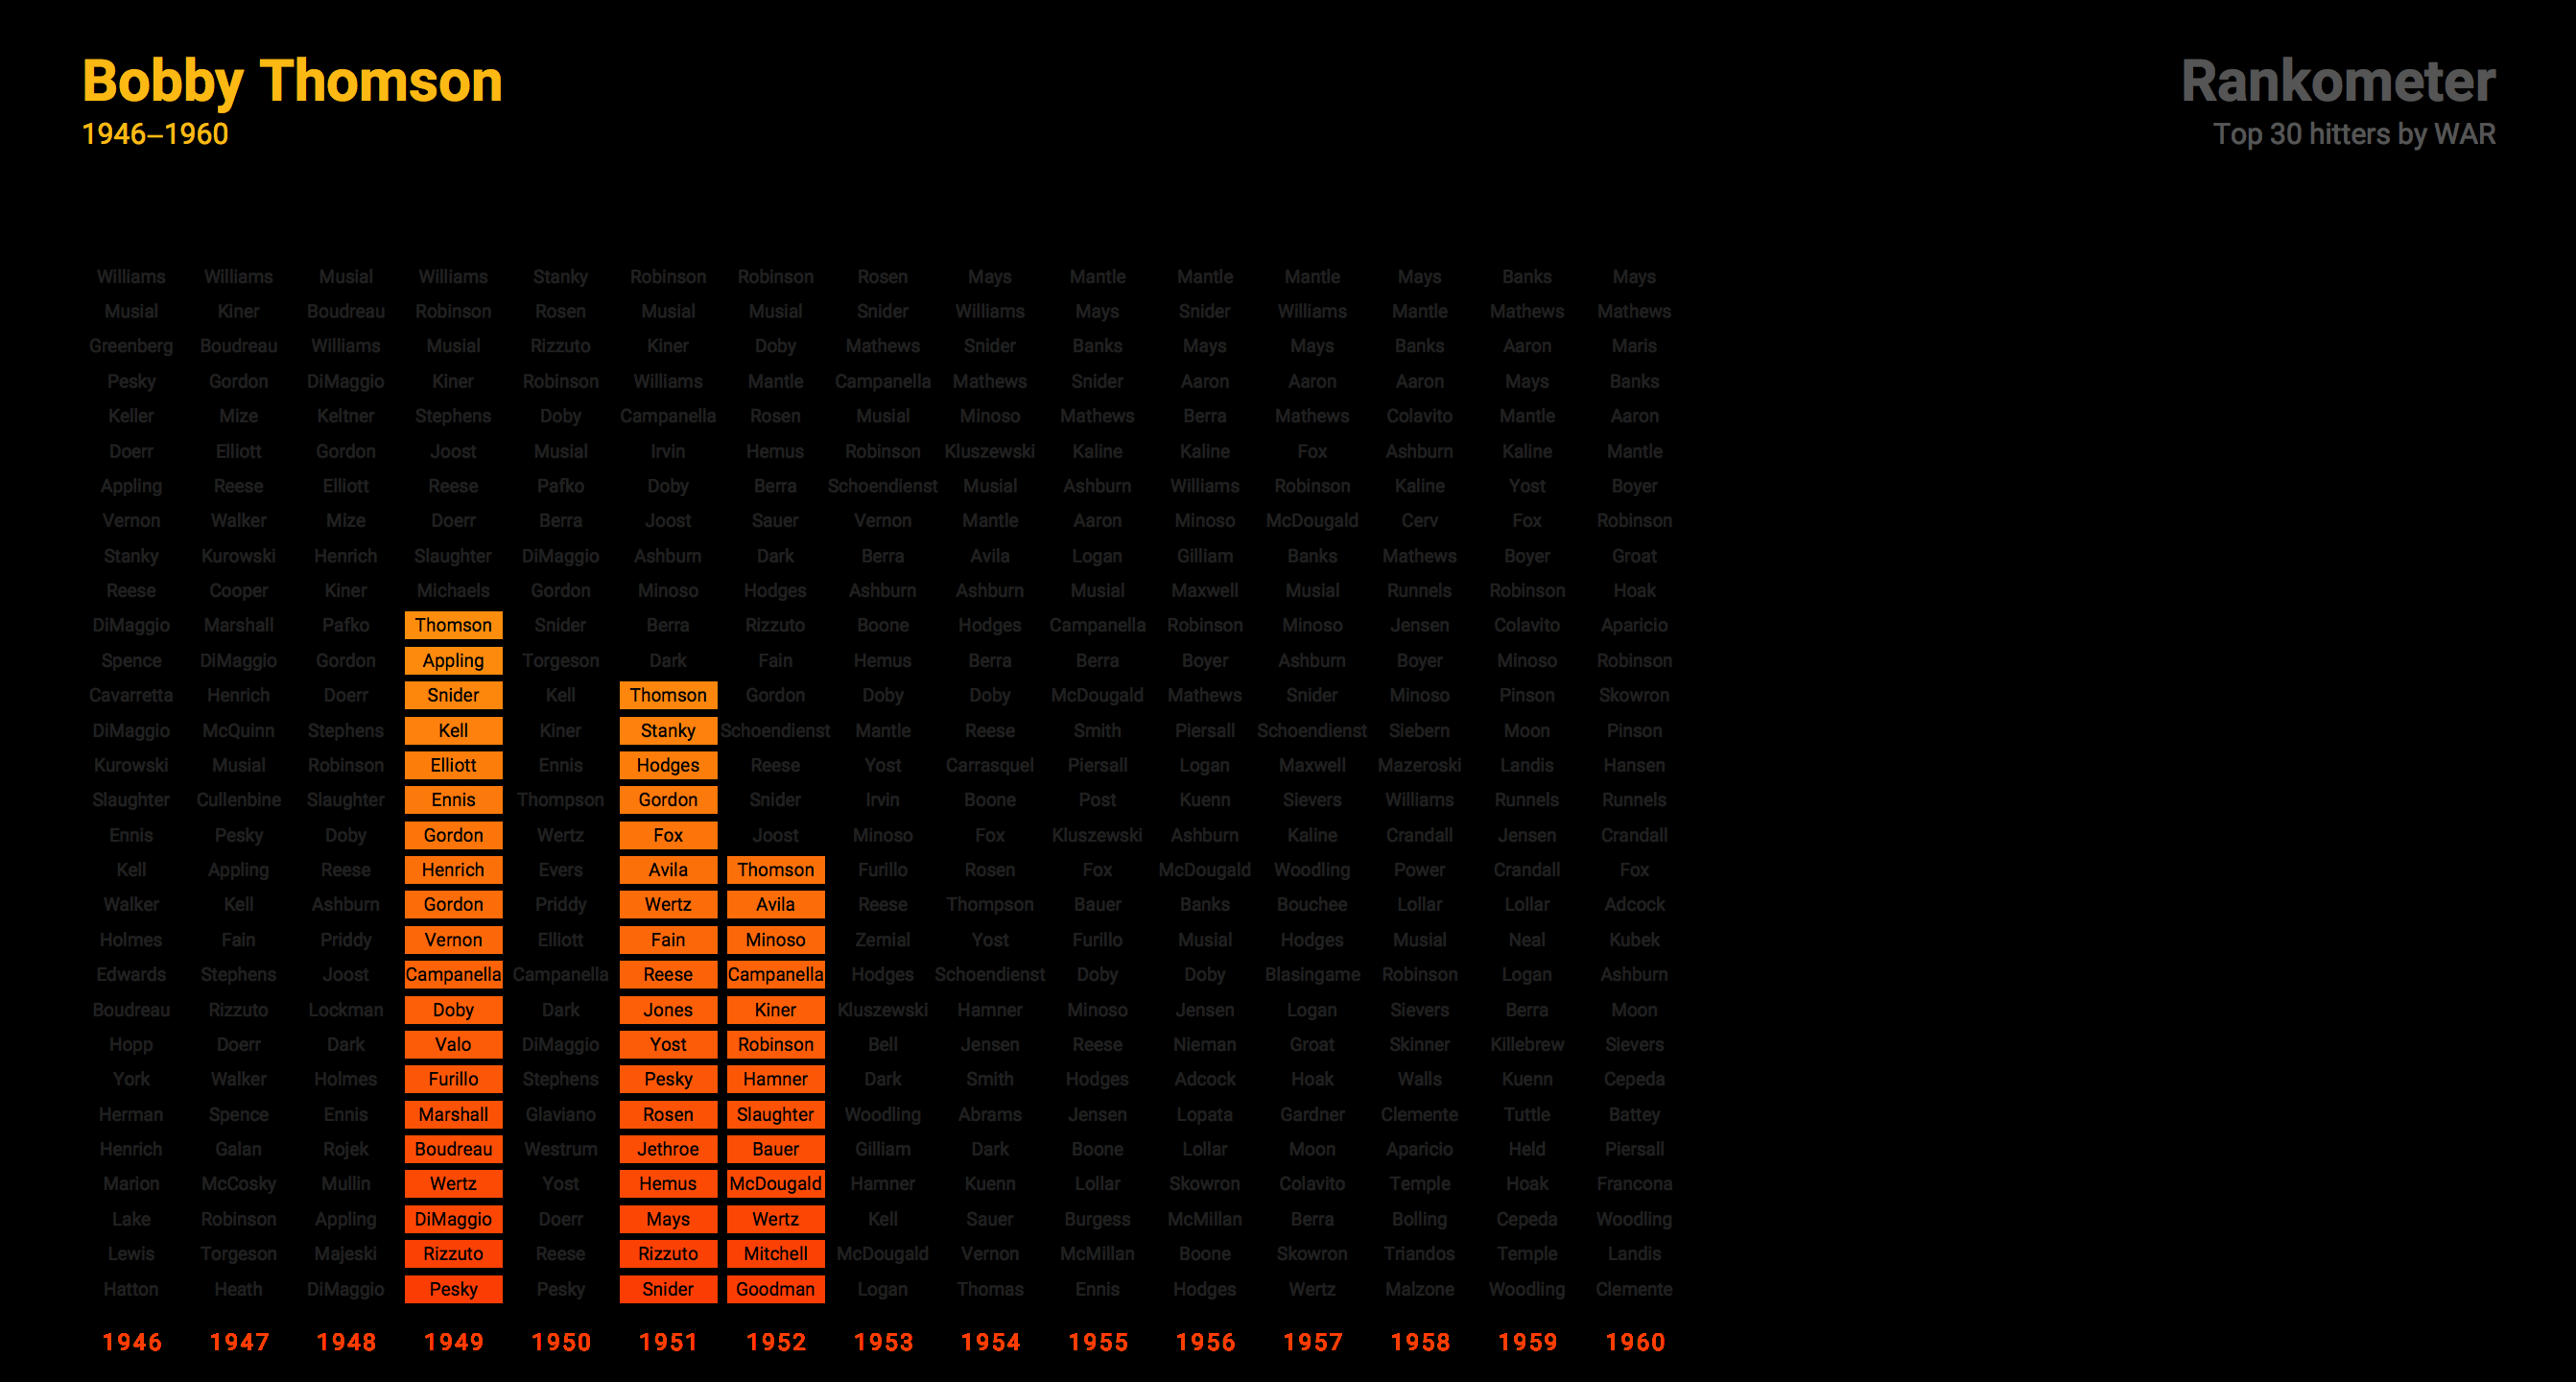 Bobby Thomson
1946–1960
Rankometer
Top 30 hitters by WAR
Williams Williams Musial Williams Stanky Robinson Robinson Rosen Mays Mantle Mantle Mantle Mays Banks Mays
Musial Kiner Boudreau Robinson Rosen Musial Musial Snider Williams Mays Snider Williams Mantle Mathews Mathews
Greenberg Boudreau Williams Musial Rizzuto Kiner Doby Mathews Snider Banks Mays Mays Banks Aaron Maris
Pesky Gordon DiMaggio Kiner Robinson Williams Mantle Campanella Mathews Snider Aaron Aaron Aaron Mays Banks
Keller Mize Keltner Stephens Doby Campanella Rosen Musial Minoso Mathews Berra Mathews Colavito Mantle Aaron
Doerr Elliott Gordon Joost Musial Irvin Hemus Robinson Kluszewski Kaline Kaline Fox Ashburn Kaline Mantle
Appling Reese Elliott Reese Pafko Doby Berra Schoendienst Musial Ashburn Williams Robinson Kaline Yost Boyer
Vernon Walker Mize Doerr Berra Joost Sauer Vernon Mantle Aaron Minoso McDougald Cerv Fox Robinson
Stanky Kurowski Henrich Slaughter DiMaggio Ashburn Dark Berra Avila Logan Gilliam Banks Mathews Boyer Groat
Reese Cooper Kiner Michaels Gordon Minoso Hodges Ashburn Ashburn Musial Maxwell Musial Runnels Robinson Hoak
DiMaggio Marshall Pafko Thomson Snider Berra Rizzuto Boone Hodges Campanella Robinson Minoso Jensen Colavito Aparicio
Spence DiMaggio Gordon Appling Torgeson Dark Fain Hemus Berra Berra Boyer Ashburn Boyer Minoso Robinson
Cavarretta Henrich Doerr Snider Kell Thomson Gordon Doby Doby McDougald Mathews Snider Minoso Pinson Skowron
DiMaggio McQuinn Stephens Kell Kiner Stanky Schoendienst Mantle Reese Smith Piersall Schoendienst Siebern Moon Pinson
Kurowski Musial Robinson Elliott Ennis Hodges Reese Yost Carrasquel Piersall Logan Maxwell Mazeroski Landis Hansen
Slaughter Cullenbine Slaughter Ennis Thompson Gordon Snider Irvin Boone Post Kuenn Sievers Williams Runnels Runnels
Ennis Pesky Doby Gordon Wertz Fox Joost Minoso Fox Kluszewski Ashburn Kaline Crandall Jensen Crandall
Kell Appling Reese Henrich Evers Avila Thomson Furillo Rosen Fox McDougald Woodling Power Crandall Fox
Walker Kell Ashburn Gordon Priddy Wertz Avila Reese Thompson Bauer Banks Bouchee Lollar Lollar Adcock
Holmes Fain Priddy Vernon Elliott Fain Minoso Zernial Yost Furillo Musial Hodges Musial Neal Kubek
Edwards Stephens Joost Campanella Campanella Reese Campanella Hodges Schoendienst Doby Doby Blasingame Robinson Logan Ashburn
Boudreau Rizzuto Lockman Doby Dark Jones Kiner Kluszewski Hamner Minoso Jensen Logan Sievers Berra Moon
Hopp Doerr Dark Valo DiMaggio Yost Robinson Bell Jensen Reese Nieman Groat Skinner Killebrew Sievers
York Walker Holmes Furillo Stephens Pesky Hamner Dark Smith Hodges Adcock Hoak Walls Kuenn Cepeda
Herman Spence Ennis Marshall Glaviano Rosen Slaughter Woodling Abrams Jensen Lopata Gardner Clemente Tuttle Battey
Henrich Galan Rojek Boudreau Westrum Jethroe Bauer Gilliam Dark Boone Lollar Moon Aparicio Held Piersall
Marion McCosky Mullin Wertz Yost Hemus McDougald Hamner Kuenn Lollar Skowron Colavito Temple Hoak Francona
Lake Robinson Appling DiMaggio Doerr Mays Wertz Kell Sauer Burgess McMillan Berra Bolling Cepeda Woodling
Lewis Torgeson Majeski Rizzuto Reese Rizzuto Mitchell McDougald Vernon McMillan Boone Skowron Triandos Temple Landis
Hatton Heath DiMaggio Pesky Pesky Snider Goodman Logan Thomas Ennis Hodges Wertz Malzone Woodling Clemente
1946 1947 1948 1949 1950 1951 1952 1953 1954 1955 1956 1957 1958 1959 1960